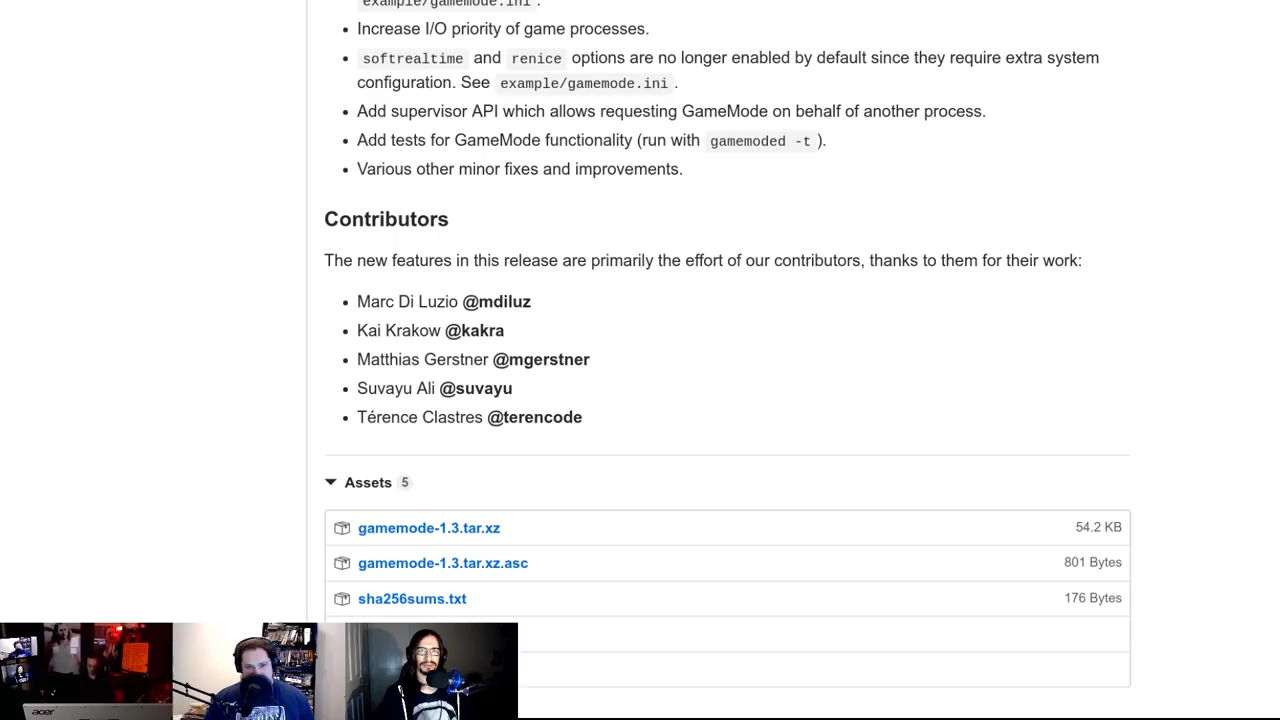 example/gamemode.ini .
Increase I/O priority of game processes.
softrealtime and renice options are no longer enabled by default since they require extra system
configuration. See example/gamemode.ini .
Add supervisor API which allows requesting GameMode on behalf of another process.
Add tests for GameMode functionality (run with gamemoded -t ).
Various other minor fixes and improvements.
Contributors
The new features in this release are primarily the effort of our contributors, thanks to them for their work:
Marc Di Luzio @mdiluz
Kai Krakow @kakra
Matthias Gerstner @mgerstner
Suvayu Ali @suvayu
Térence Clastres @terencode
Assets 5
gamemode-1.3.tar.xz 54.2 KB
gamemode-1.3.tar.xz.asc 801 Bytes
sha256sums.txt 176 Bytes
acer